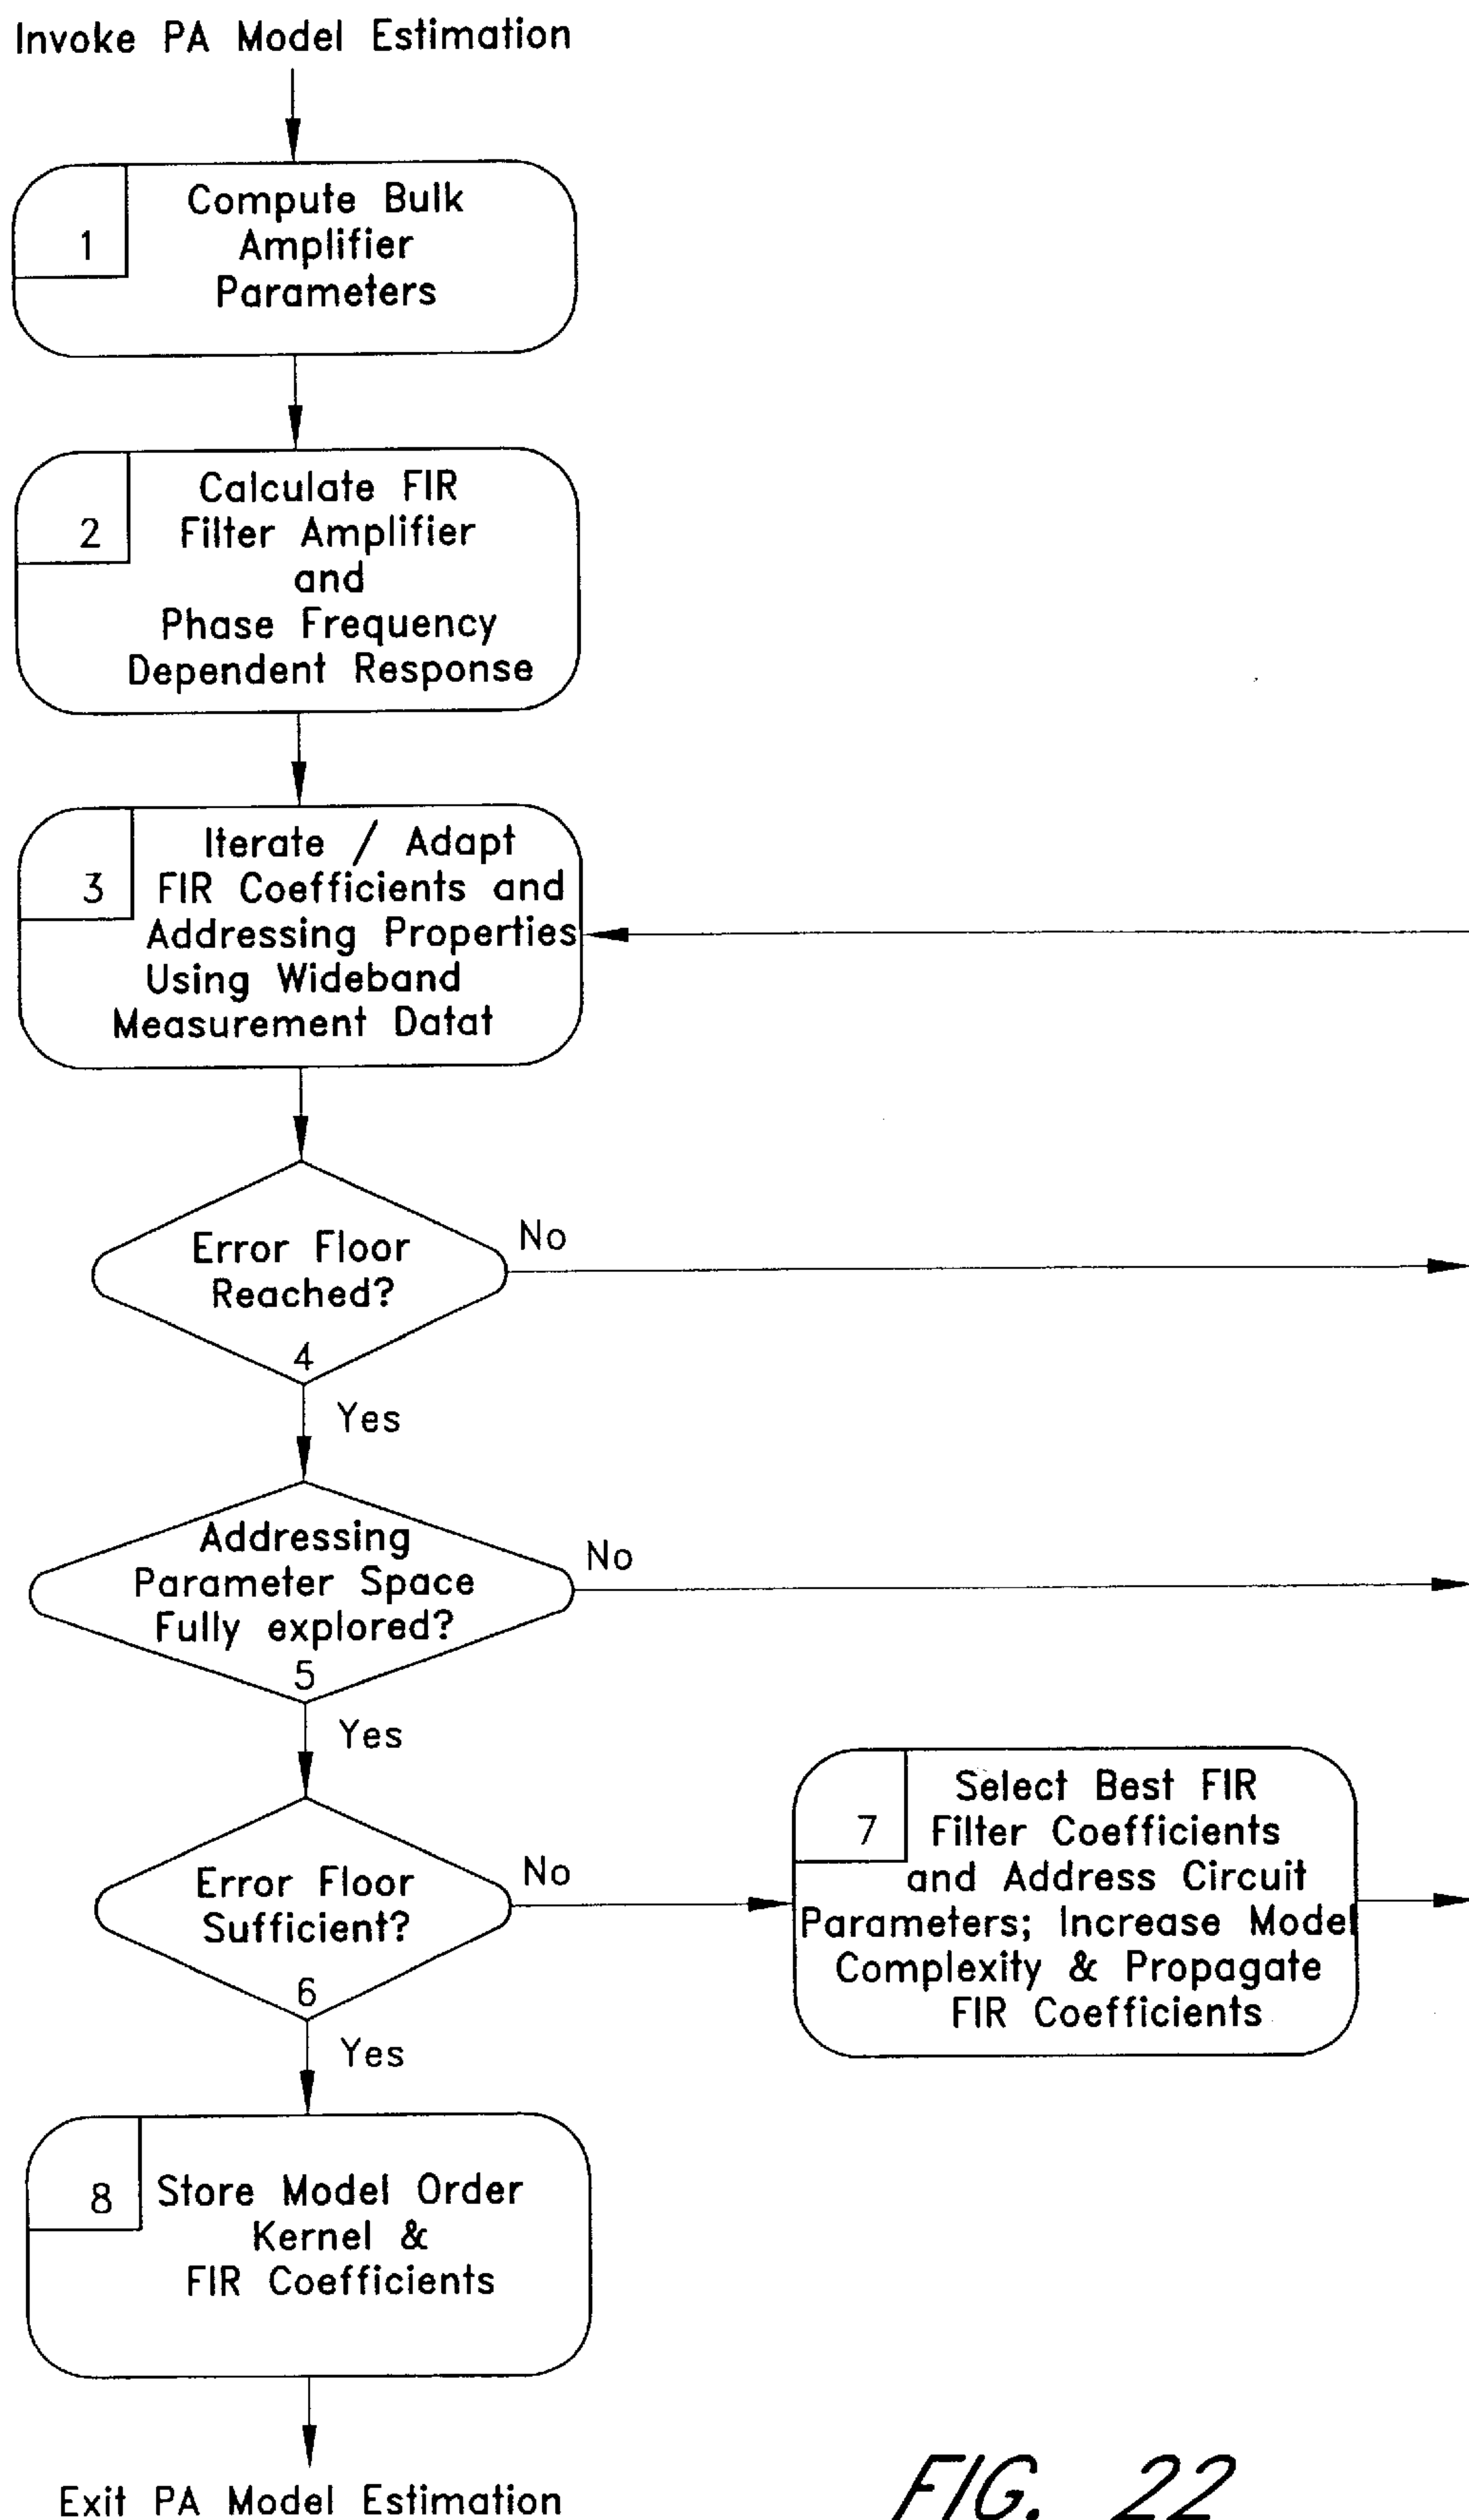 Invoke PA Model Estimation
1
Compute Bulk
Amplifier
Parameters
2
Calculate FIR
Filter Amplifier
and
Phase Frequency
Dependent Response
3
Iterate / Adapt
FIR Coefficients and
Addressing Properties
Using Wideband
Measurement Datat
Error Floor
Reached?
4
No
Yes
Addressing
Parameter Space
Fully explored?
5
No
Yes
Error Floor
Sufficient?
6
No
Yes
7
Select Best FIR
Filter Coefficients
and Address Circuit
Parameters; Increase Model
Complexity & Propagate
FIR Coefficients
8
Store Model Order
Kernel &
FIR Coefficients
Exit PA Model Estimation
FIG. 22